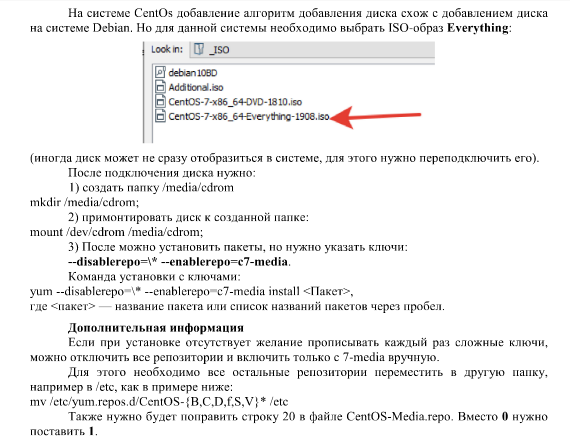 На системе CentOs добавление алгоритм добавления диска схож с добавлением диска
на системе Debian. Но для данной системы необходимо выбрать ISO-образ Everything:
Look in: _ISO
debian10BD
Additional.iso
CentOS-7-x86_64-DVD-1810.iso
CentOS-7-x86_64-Everything-1908.iso
(иногда диск может не сразу отобразиться в системе, для этого нужно переподключить его).
После подключения диска нужно:
1) создать папку /media/cdrom
mkdir /media/cdrom;
2) примонтировать диск к созданной папке:
mount /dev/cdrom /media/cdrom;
3) После можно установить пакеты, но нужно указать ключи:
--disablerepo=\* --enablerepo=c7-media.
Команда установки с ключами:
yum --disablerepo=\* --enablerepo=c7-media install <Пакет>,
где <пакет> — название пакета или список названий пакетов через пробел.
Дополнительная информация
Если при установке отсутствует желание прописывать каждый раз сложные ключи,
можно отключить все репозитории и включить только с 7-media вручную.
Для этого необходимо все остальные репозитории переместить в другую папку,
например в /etc, как в примере ниже:
mv /etc/yum.repos.d/CentOS-{B,C,D,f,S,V}* /etc
Также нужно будет поправить строку 20 в файле CentOS-Media.repo. Вместо 0 нужно
поставить 1.